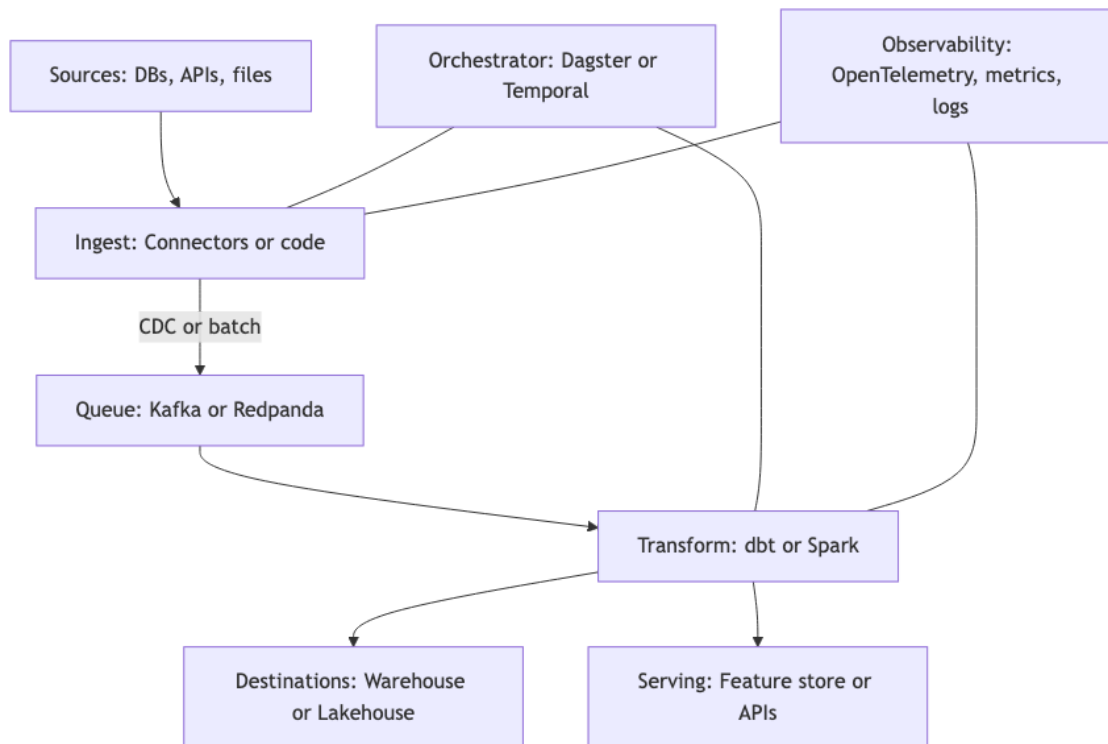 Sources: DBs, APIs, files
Orchestrator: Dagster or
Temporal
Observability:
OpenTelemetry, metrics,
logs
Ingest: Connectors or code
CDC or batch
Queue: Kafka or Redpanda
Transform: dbt or Spark
Destinations: Warehouse
or Lakehouse
Serving: Feature store or
APIs